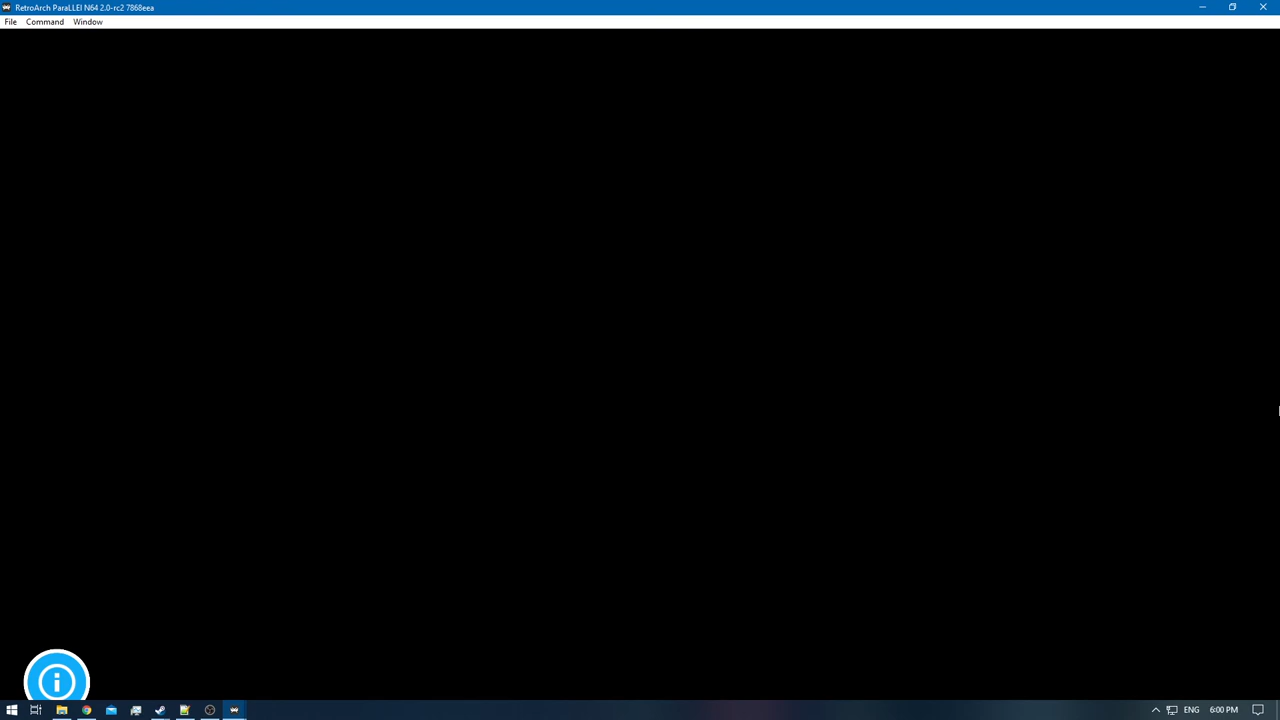 RetroArch ParaLLEl N64 2.0-rc2 7868eea
File Command Window
ENG 6:00 PM